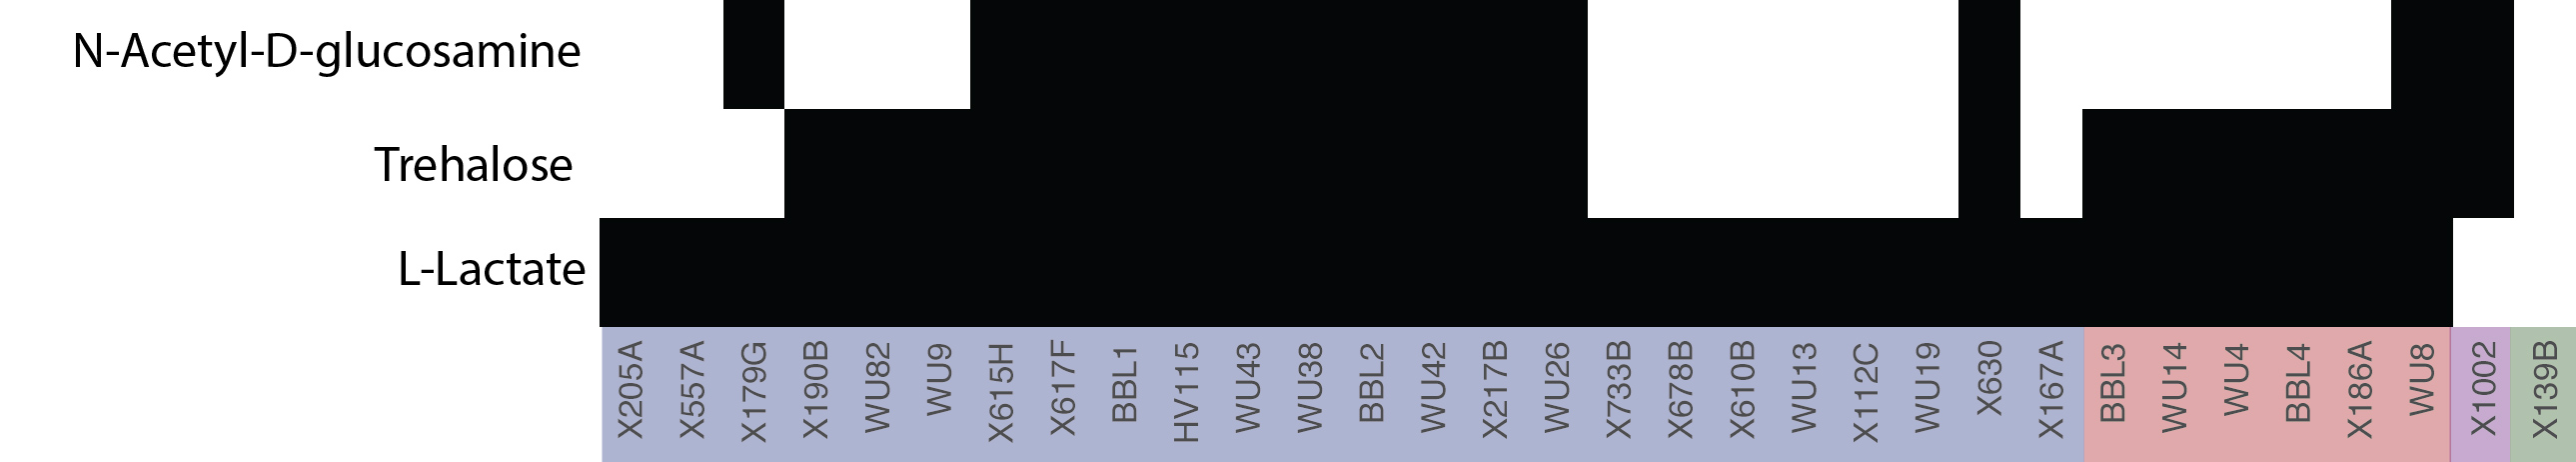 N-Acetyl-D-glucosamine
Trehalose
L-Lactate
X205A
X557A
X179G
X190B
WU82
WU9
X615H
X617F
BBL1
HV115
WU43
WU38
BBL2
WU42
X217B
WU26
X733B
X678B
X610B
WU13
X112C
WU19
X630
X167A
BBL3
WU14
WU4
BBL4
X186A
WU8
X1002
X139B